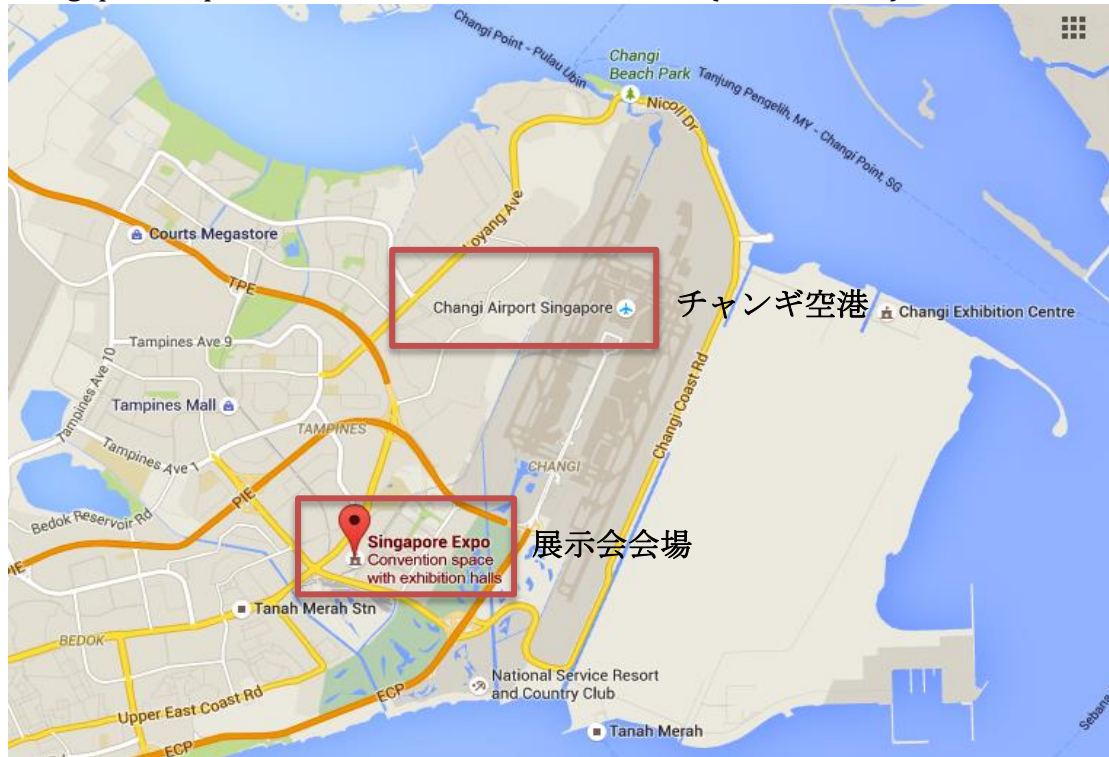 Changi Point - Pulau Ubin
Changi
Beach Park
Tanjung Pengelih, MY - Changi Point, SG
Nicoll Dr
Courts Megastore
Loyang Ave
TPE
Changi Airport Singapore
チャンギ空港
Changi Exhibition Centre
Tampines Ave 9
Tampines Ave 10
Changi Coast Rd
Tampines Mall
TAMPINES
Tampines Ave 1
CHANGI
PIE
Bedok Reservoir Rd
Singapore Expo
Convention space
with exhibition halls
展示会会場
PIE
Tanah Merah Stn
BEDOK
National Service Resort
and Country Club
ECP
Upper East Coast Rd
Tanah Merah
Sebana
ECP